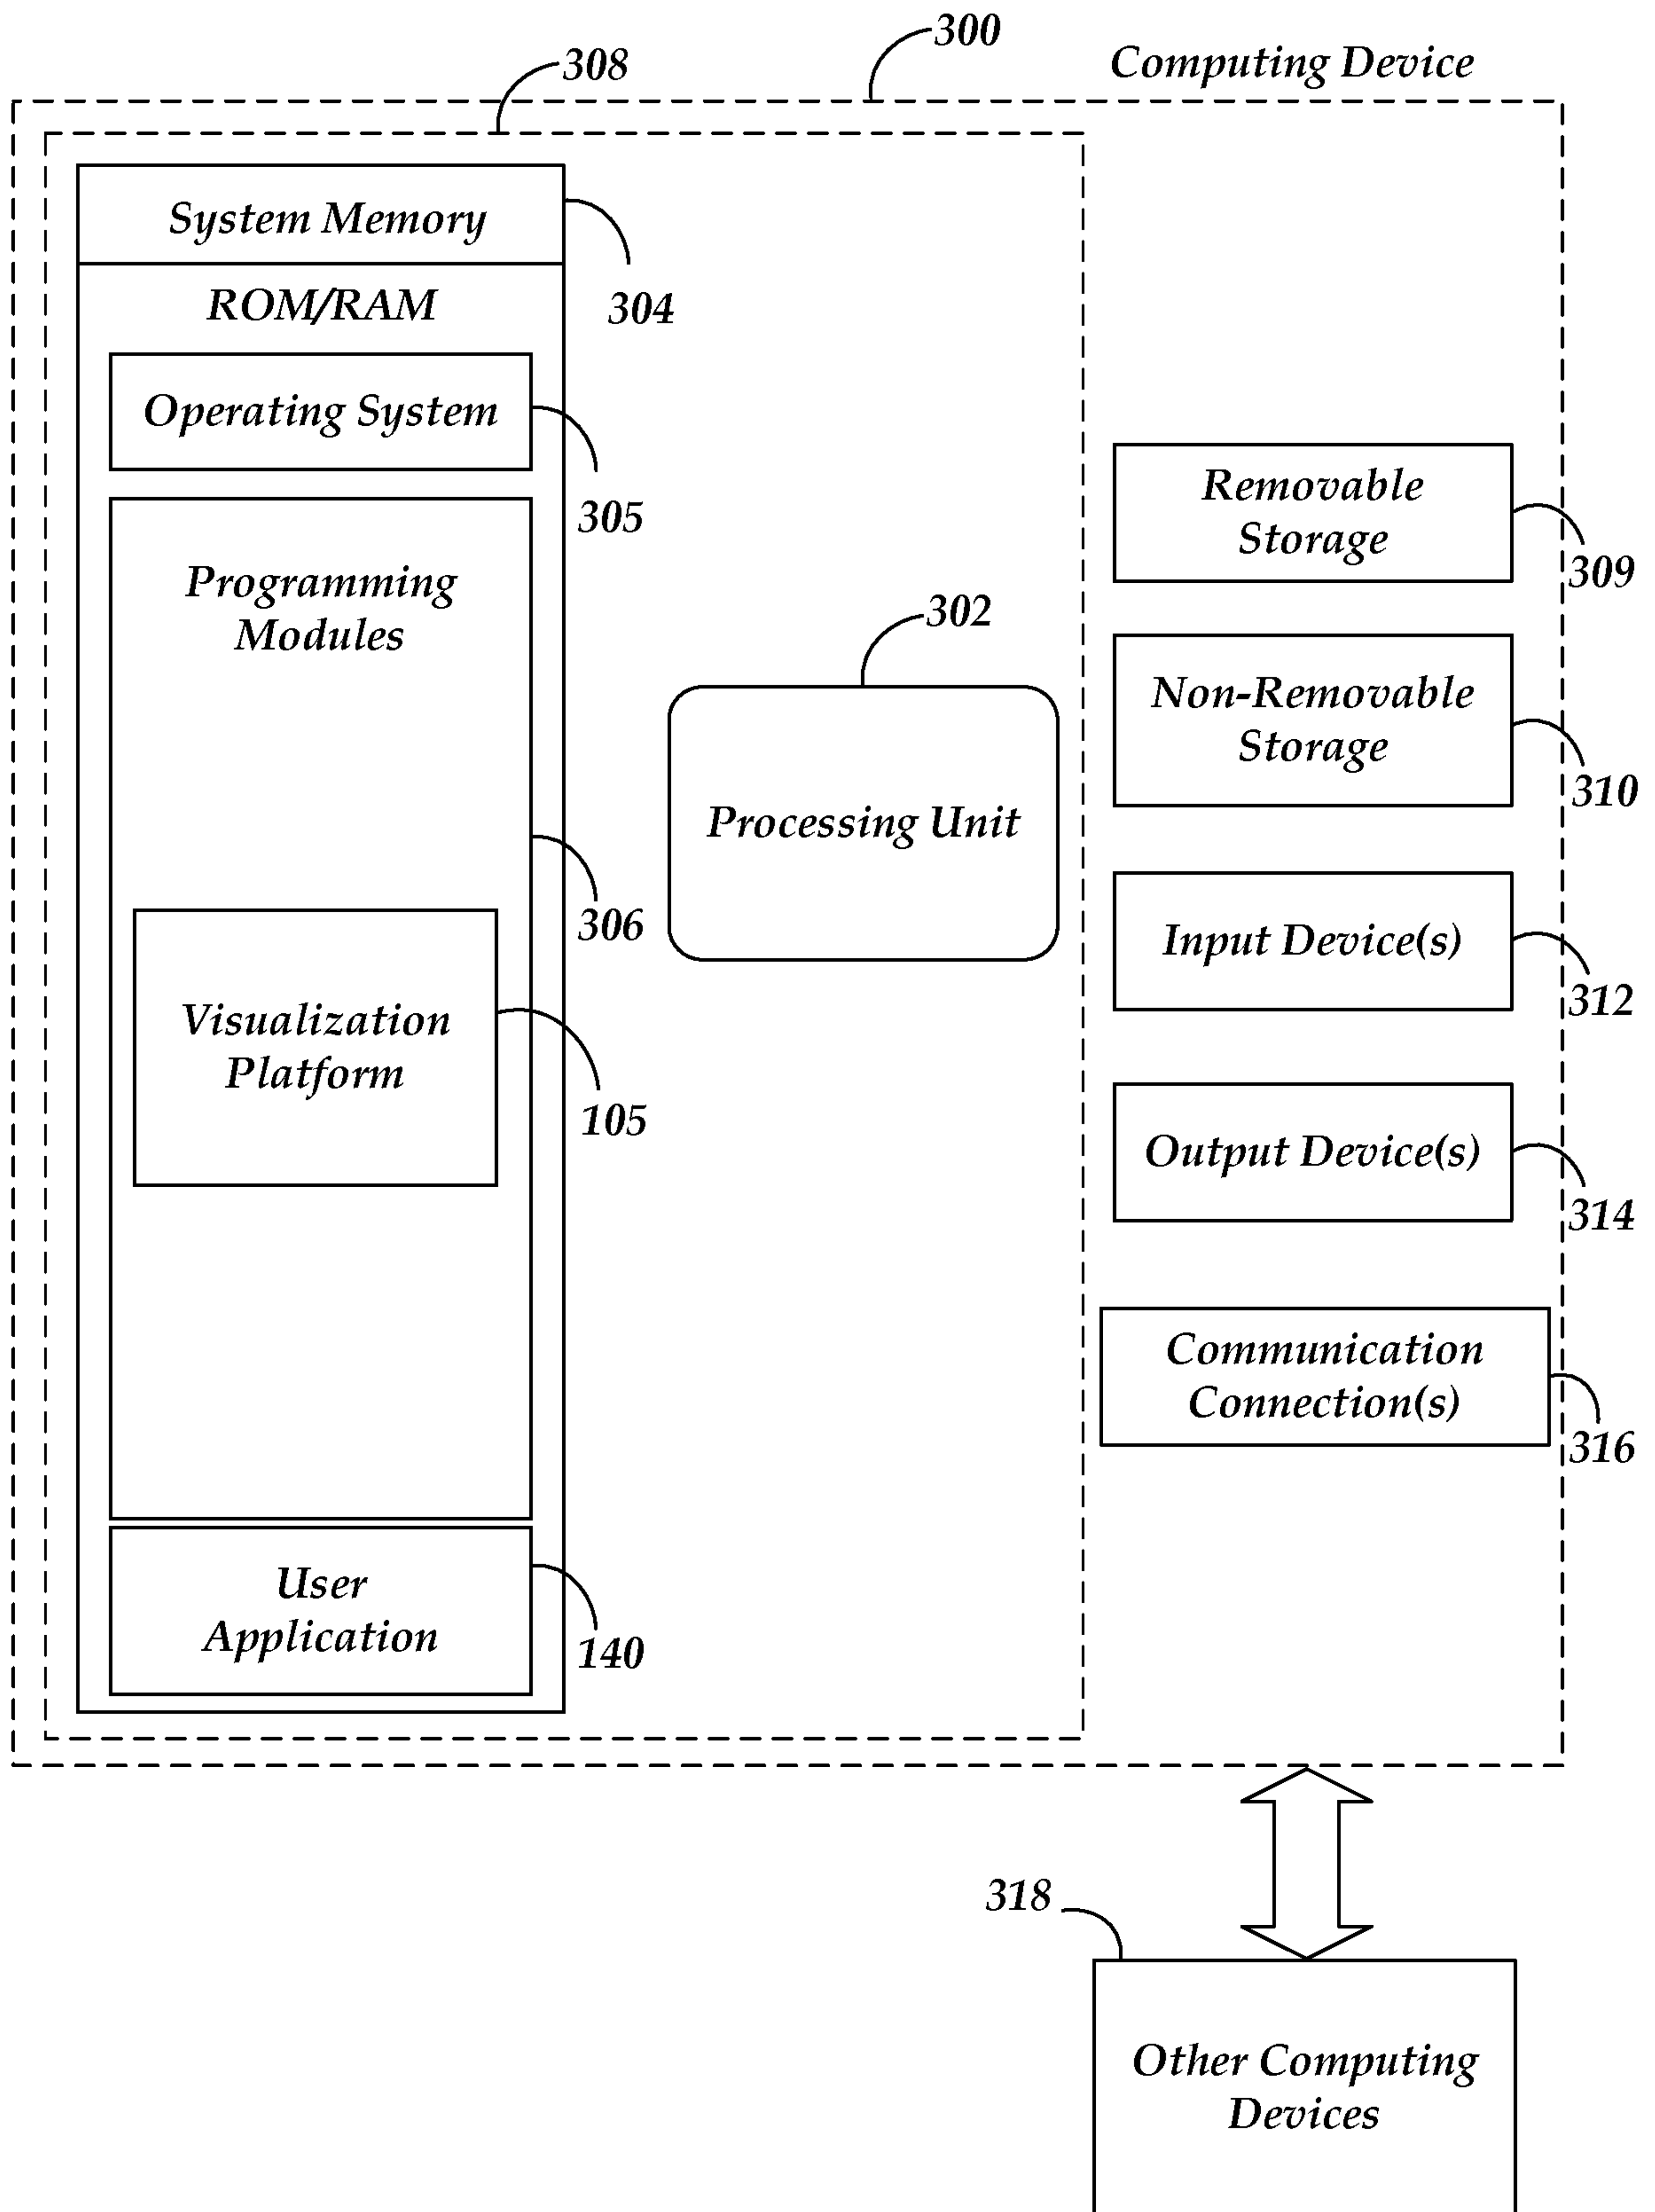 300
Computing Device
308
System Memory
304
ROM/RAM
Operating System
305
Programming
Modules
306
Visualization
Platform
105
User
Application
140
302
Processing Unit
Removable
Storage
309
Non-Removable
Storage
310
Input Device(s)
312
Output Device(s)
314
Communication
Connection(s)
316
318
Other Computing
Devices